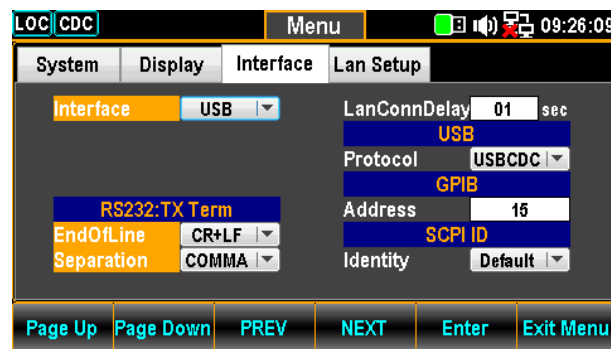 LOC CDC Menu 09:26:09
System Display Interface Lan Setup
Interface USB LanConnDelay 01 sec
USB
Protocol USBCDC
GPIB
RS232:TX Term Address 15
EndOfLine CR+LF SCPI ID
Separation COMMA Identity Default
Page Up Page Down PREV NEXT Enter Exit Menu